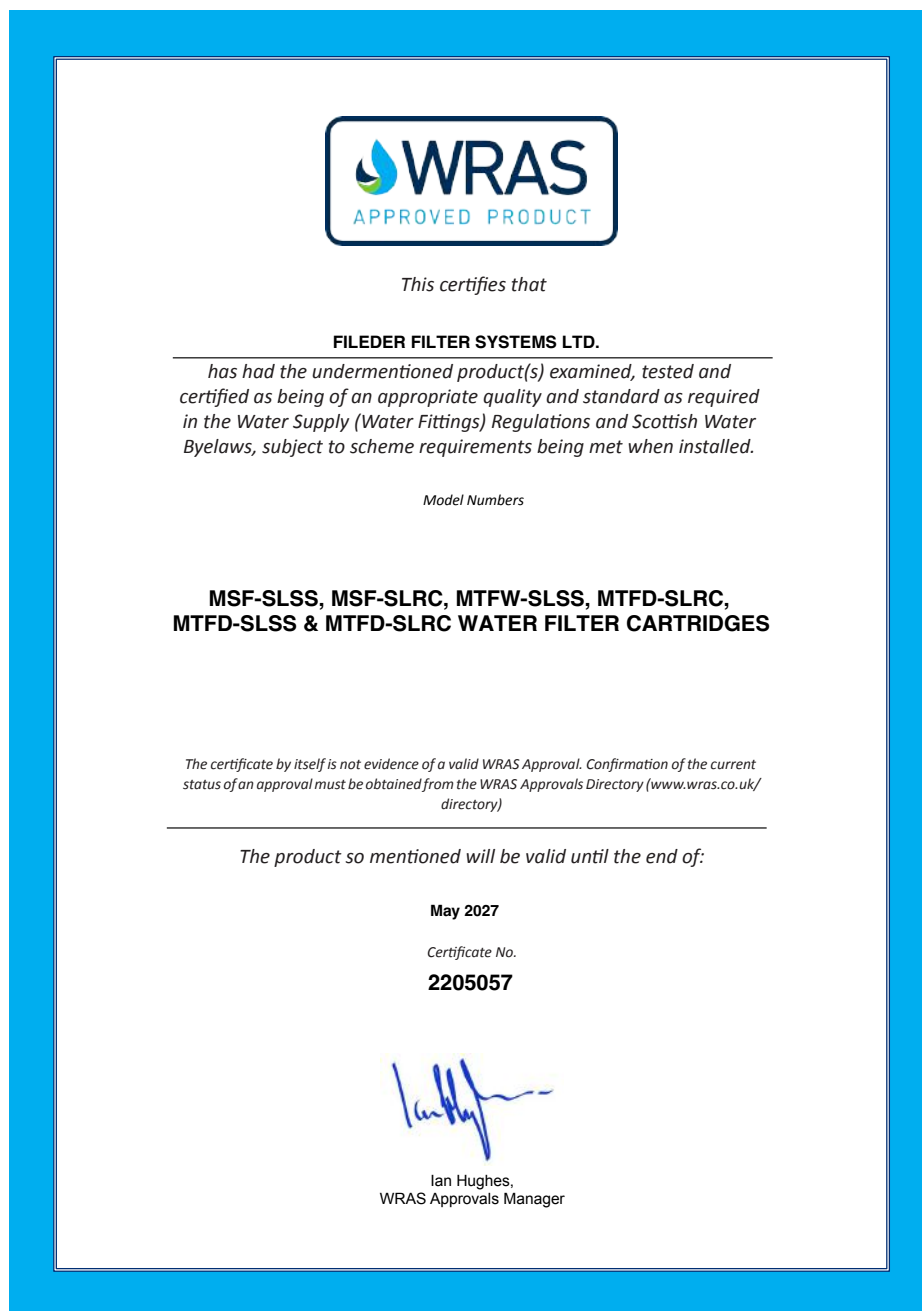 WRAS
APPROVED PRODUCT
This certifies that
FILEDER FILTER SYSTEMS LTD.
has had the undermentioned product(s) examined, tested and
certified as being of an appropriate quality and standard as required
in the Water Supply (Water Fittings) Regulations and Scottish Water
Byelaws, subject to scheme requirements being met when installed.
Model Numbers
MSF-SLSS, MSF-SLRC, MTFW-SLSS, MTFD-SLRC,
MTFD-SLSS & MTFD-SLRC WATER FILTER CARTRIDGES
The certificate by itself is not evidence of a valid WRAS Approval. Confirmation of the current
status of an approval must be obtained from the WRAS Approvals Directory (www.wras.co.uk/
directory)
The product so mentioned will be valid until the end of:
May 2027
Certificate No.
2205057
Ian Hughes,
WRAS Approvals Manager